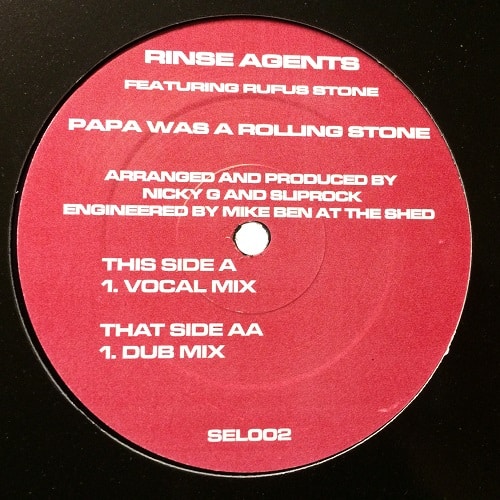 RINSE AGENTS
FEATURING RUFUS STONE
PAPA WAS A ROLLING STONE
ARRANGED AND PRODUCED BY
NICKY G AND SLIPROCK
ENGINEERED BY MIKE BEN AT THE SHED
THIS SIDE A
1. VOCAL MIX
THAT SIDE AA
1. DUB MIX
SEL002